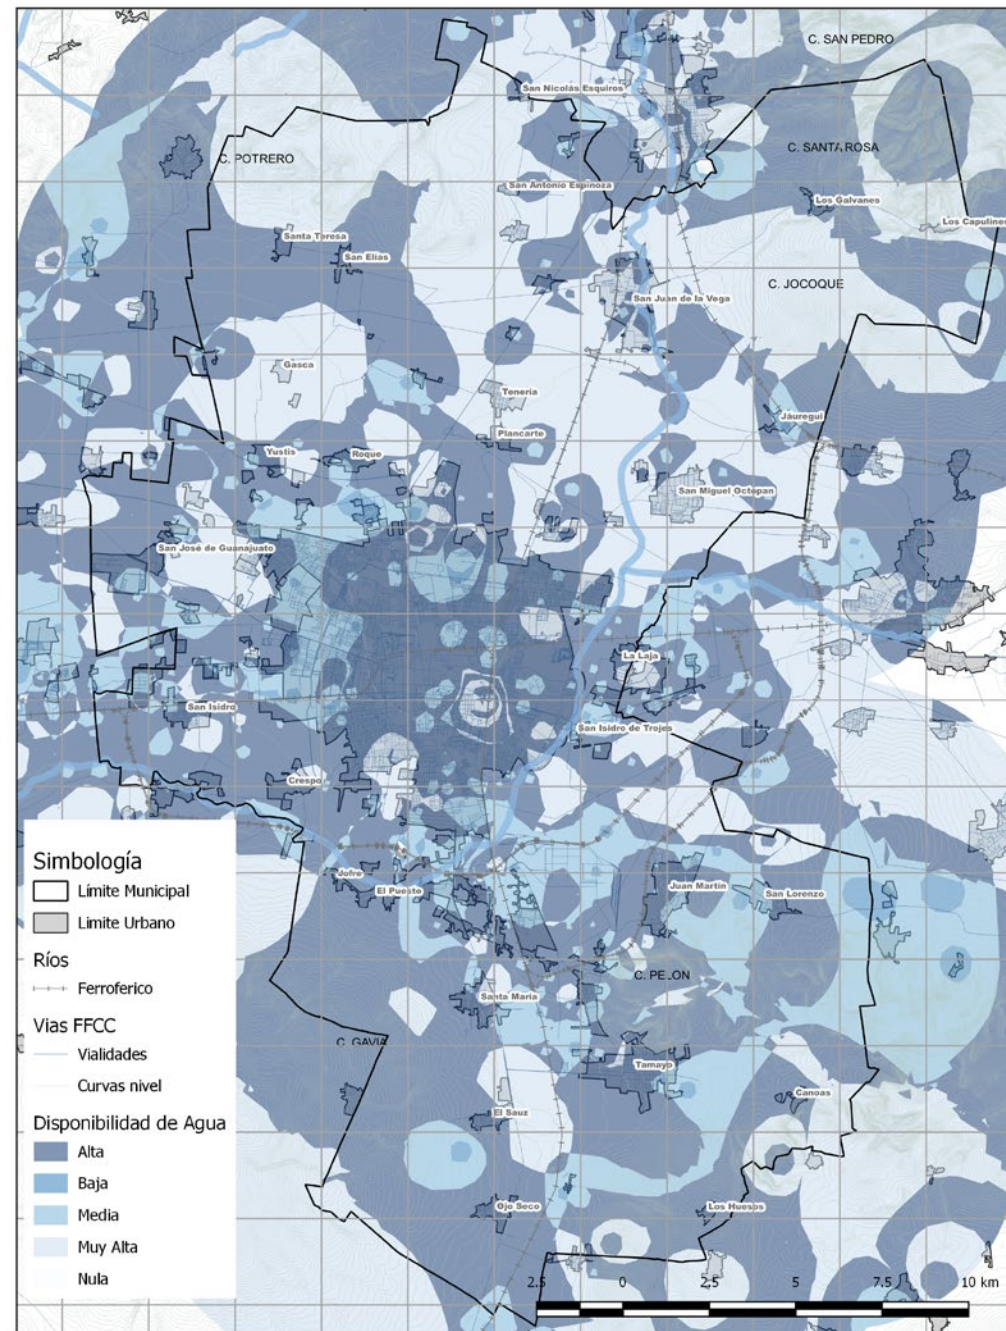 C. SAN PEDRO
San Nicolás Esquiros
C. POTRERO
C. SANTA ROSA
San Antonio Espinoza
Los Galvanes
Los Capulines
Santa Teresa
San Elias
C. JOCOQUE
San Juan de la Vega
Gasca
Tenería
Jáuregui
Plancarte
Yustis
Roque
San Miguel Octopan
San José de Guanajuato
La Laja
San Isidro
San Isidro de Trojes
Crespo
Jofre
El Puesto
Juan Martín
San Lorenzo
C. PELON
Santa María
C. GAVIA
Tamayo
Canoas
El Sauz
Ojo Seco
Los Huesos
Simbología
Límite Municipal
Limite Urbano
Ríos
Ferroferico
Vias FFCC
Vialidades
Curvas nivel
Disponibilidad de Agua
Alta
Baja
Media
Muy Alta
Nula
2.5 0 2.5 5 7.5 10 km